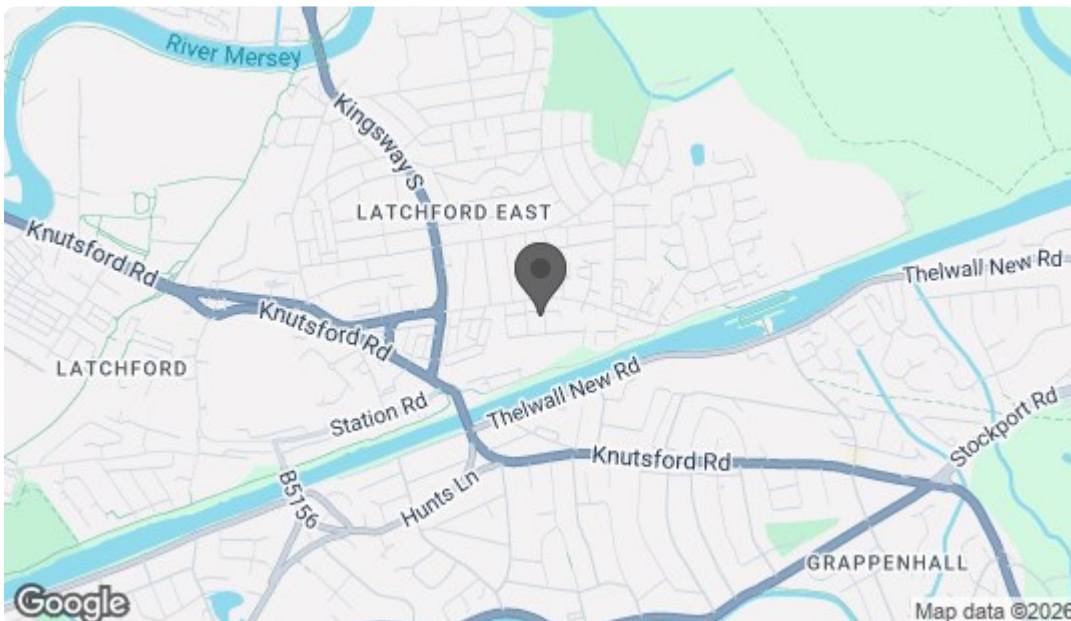 River Mersey
Kingsway S
LATCHFORD EAST
Knutsford Rd
Thelwall New Rd
Knutsford Rd
LATCHFORD
Station Rd
Thelwall New Rd
Stockport Rd
Knutsford Rd
B5156
Hunts Ln
GRAPPENHALL
Google
Map data ©2026